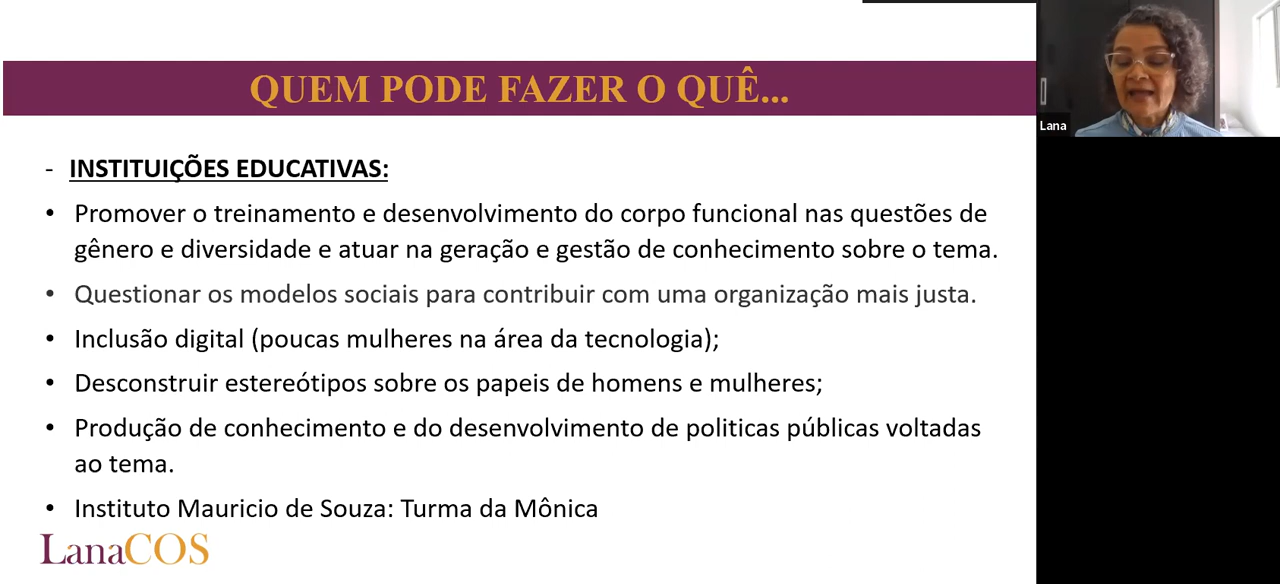 QUEM PODE FAZER O QUÊ...
Lana
- INSTITUIÇÕES EDUCATIVAS:
• Promover o treinamento e desenvolvimento do corpo funcional nas questões de
gênero e diversidade e atuar na geração e gestão de conhecimento sobre o tema.
• Questionar os modelos sociais para contribuir com uma organização mais justa.
• Inclusão digital (poucas mulheres na área da tecnologia);
• Desconstruir estereótipos sobre os papeis de homens e mulheres;
• Produção de conhecimento e do desenvolvimento de politicas públicas voltadas
ao tema.
• Instituto Mauricio de Souza: Turma da Mônica
LanaCOS